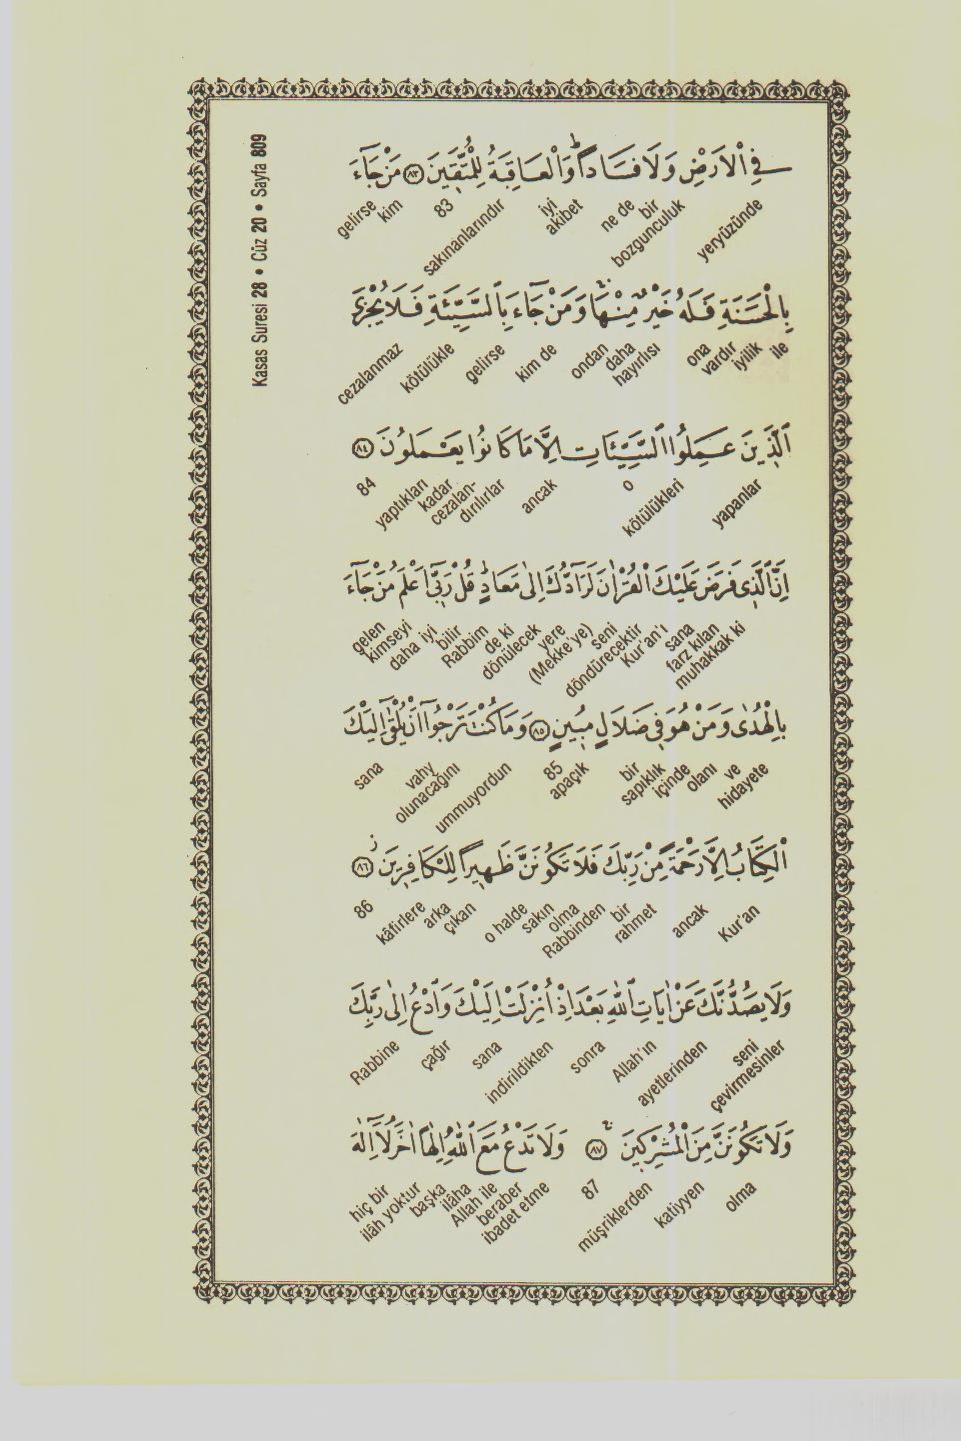 Kasas Suresi 28 • Cüz 20 • Sayfa 809
فِي الْاَرْضِ وَلَا فَسَاداًۜ وَالْعَاقِبَةُ لِلْمُتَّق۪ينَ ﴿٨٣﴾ مَنْ جَٓاءَ
yeryüzünde bir bozgunculuk ne de iyi akibet sakınanlarındır 83 kim gelirse
بِالْحَسَنَةِ فَلَهُ خَيْرٌ مِنْهَاۚ وَمَنْ جَٓاءَ بِالسَّيِّئَةِ فَلَا يُجْزَى
ile iyilik vardır ona hayırlısı daha ondan kim de gelirse kötülükle cezalanmaz
الَّذ۪ينَ عَمِلُوا السَّيِّـَٔاتِ اِلَّا مَا كَانُوا يَعْمَلُونَ ﴿٨٤﴾
yapanlar kötülükleri o ancak cezalan-dırılırlar kadar yaptıkları 84
اِنَّ الَّذ۪ي فَرَضَ عَلَيْكَ الْقُرْاٰنَ لَرَٓادُّكَ اِلٰى مَعَادٍۜ قُلْ رَبّ۪ٓي اَعْلَمُ مَنْ جَٓاءَ
muhakkak ki farz kılan sana Kur'an'ı döndürecektir seni (Mekke'ye) yere dönülecek de ki Rabbim bilir daha iyi kimseyi gelen
بِالْهُدٰى وَمَنْ هُوَ ف۪ي ضَلَالٍ مُب۪ينٍ ﴿٨٥﴾ وَمَا كُنْتَ تَرْجُٓوا اَنْ يُلْقٰٓى اِلَيْكَ
hidayete ve olanı içinde sapıklık bir apaçık 85 ummuyordun olunacağını vahy sana
الْكِتَابُ اِلَّا رَحْمَةً مِنْ رَبِّكَ فَلَا تَكُونَنَّ ظَه۪يراً لِلْكَافِر۪ينَۘ ﴿٨٦﴾
Kur'an ancak rahmet bir Rabbinden olma sakın o halde çıkan arka kâfirlere 86
وَلَا يَصُدُّنَّكَ عَنْ اٰيَاتِ اللّٰهِ بَعْدَ اِذْ اُنْزِلَتْ اِلَيْكَ وَادْعُ اِلٰى رَبِّكَ
çevirmesinler seni ayetlerinden Allah'ın sonra indirildikten sana çağır Rabbine
وَلَا تَكُونَنَّ مِنَ الْمُشْرِك۪ينَۚ ﴿٨٧﴾ وَلَا تَدْعُ مَعَ اللّٰهِ اِلٰهاً اٰخَرَۢ لَٓا اِلٰهَ
olma katiyyen müşriklerden 87 ibadet etme beraber Allah ile ilâha başka ilâh yoktur hiç bir